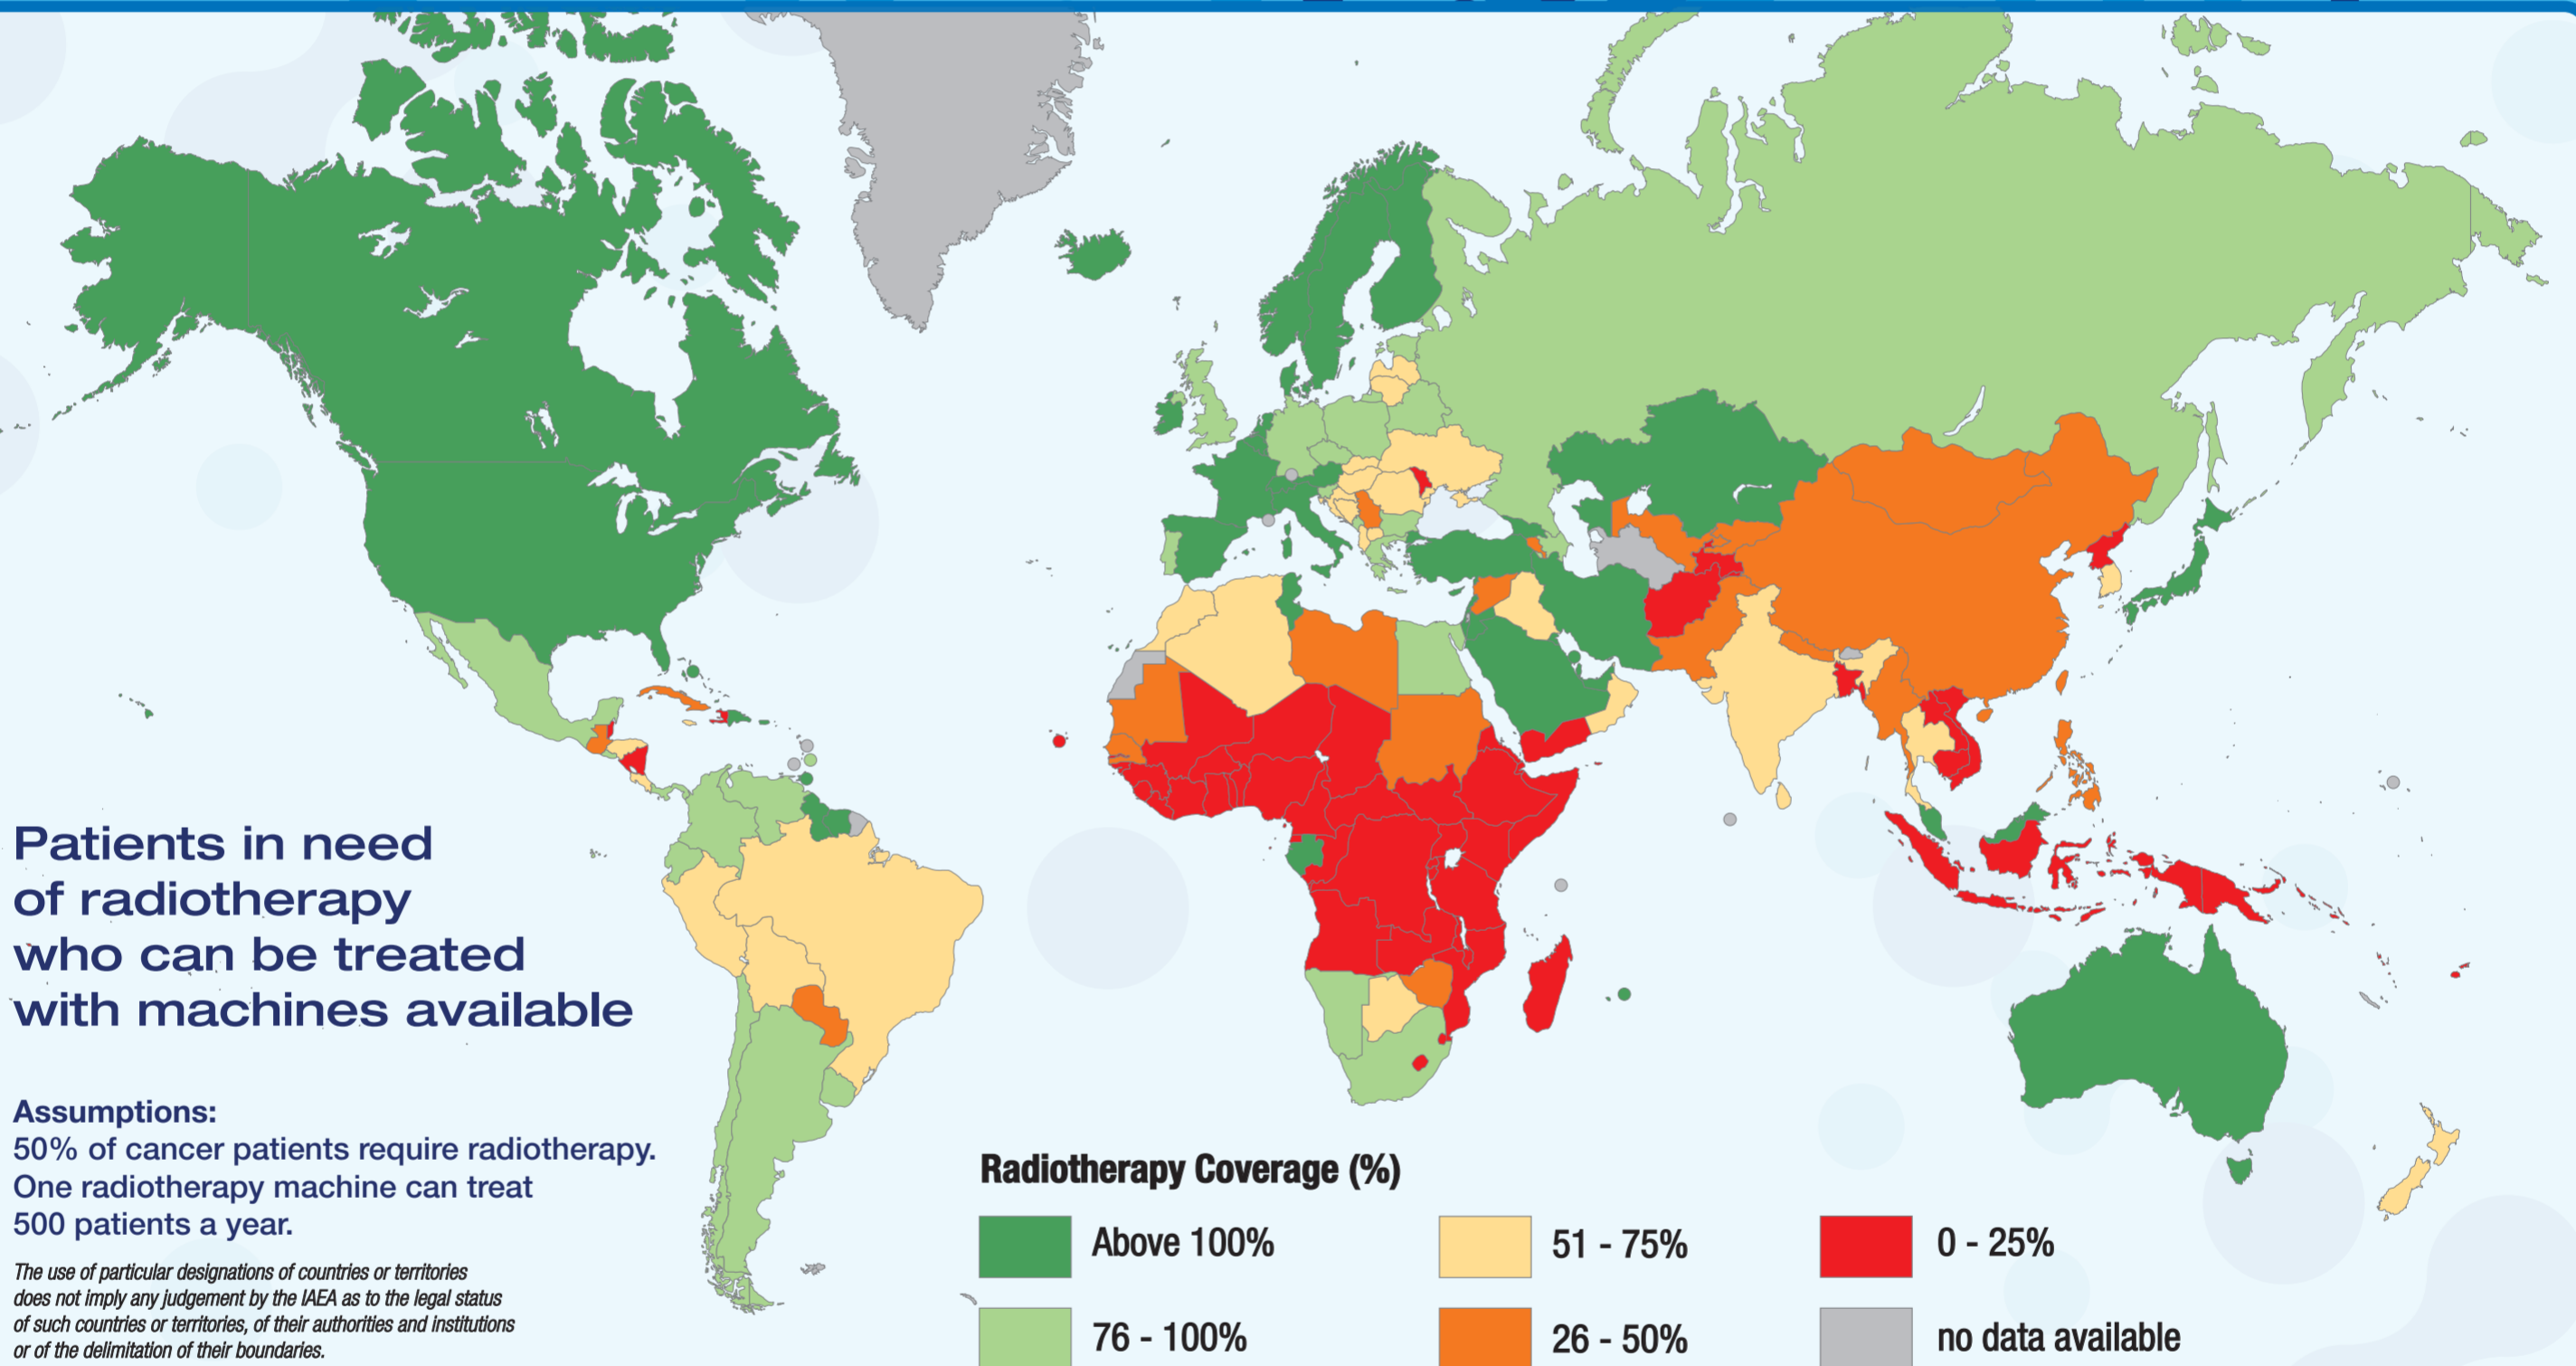 Patients in need
of radiotherapy
who can be treated
with machines available
Assumptions:
50% of cancer patients require radiotherapy.
One radiotherapy machine can treat
500 patients a year.
The use of particular designations of countries or territories
does not imply any judgement by the IAEA as to the legal status
of such countries or territories, of their authorities and institutions
or of the delimitation of their boundaries.
Radiotherapy Coverage (%)
Above 100%
76 - 100%
51 - 75%
26 - 50%
0 - 25%
no data available